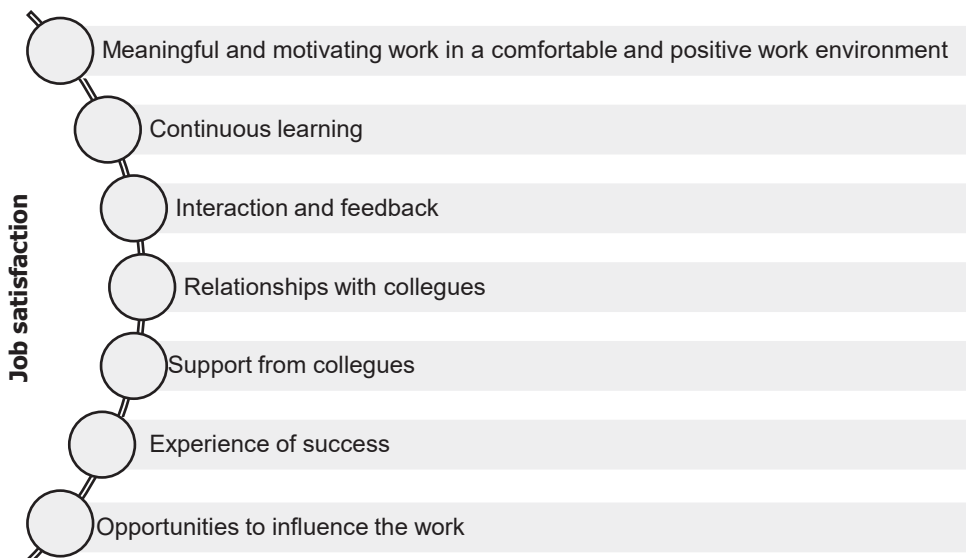 Job satisfaction
Meaningful and motivating work in a comfortable and positive work environment
Continuous learning
Interaction and feedback
Relationships with collegues
Support from collegues
Experience of success
Opportunities to influence the work